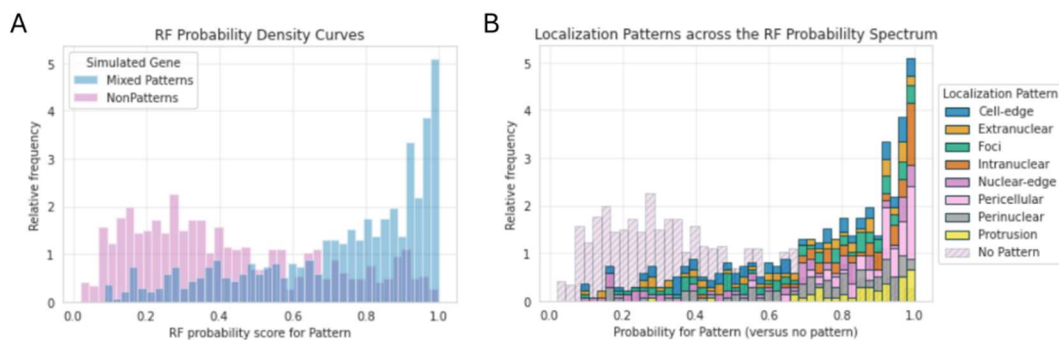 A
RF Probability Density Curves
Relative frequency
5
4
3
2
1
0
Simulated Gene
Mixed Patterns
NonPatterns
0.0 0.2 0.4 0.6 0.8 1.0
RF probability score for Pattern
B
Localization Patterns across the RF Probabililty Spectrum
Relative frequency
5
4
3
2
1
0
0.0 0.2 0.4 0.6 0.8 1.0
Probability for Pattern (versus no pattern)
Localization Pattern
Cell-edge
Extranuclear
Foci
Intranuclear
Nuclear-edge
Pericellular
Perinuclear
Protrusion
No Pattern